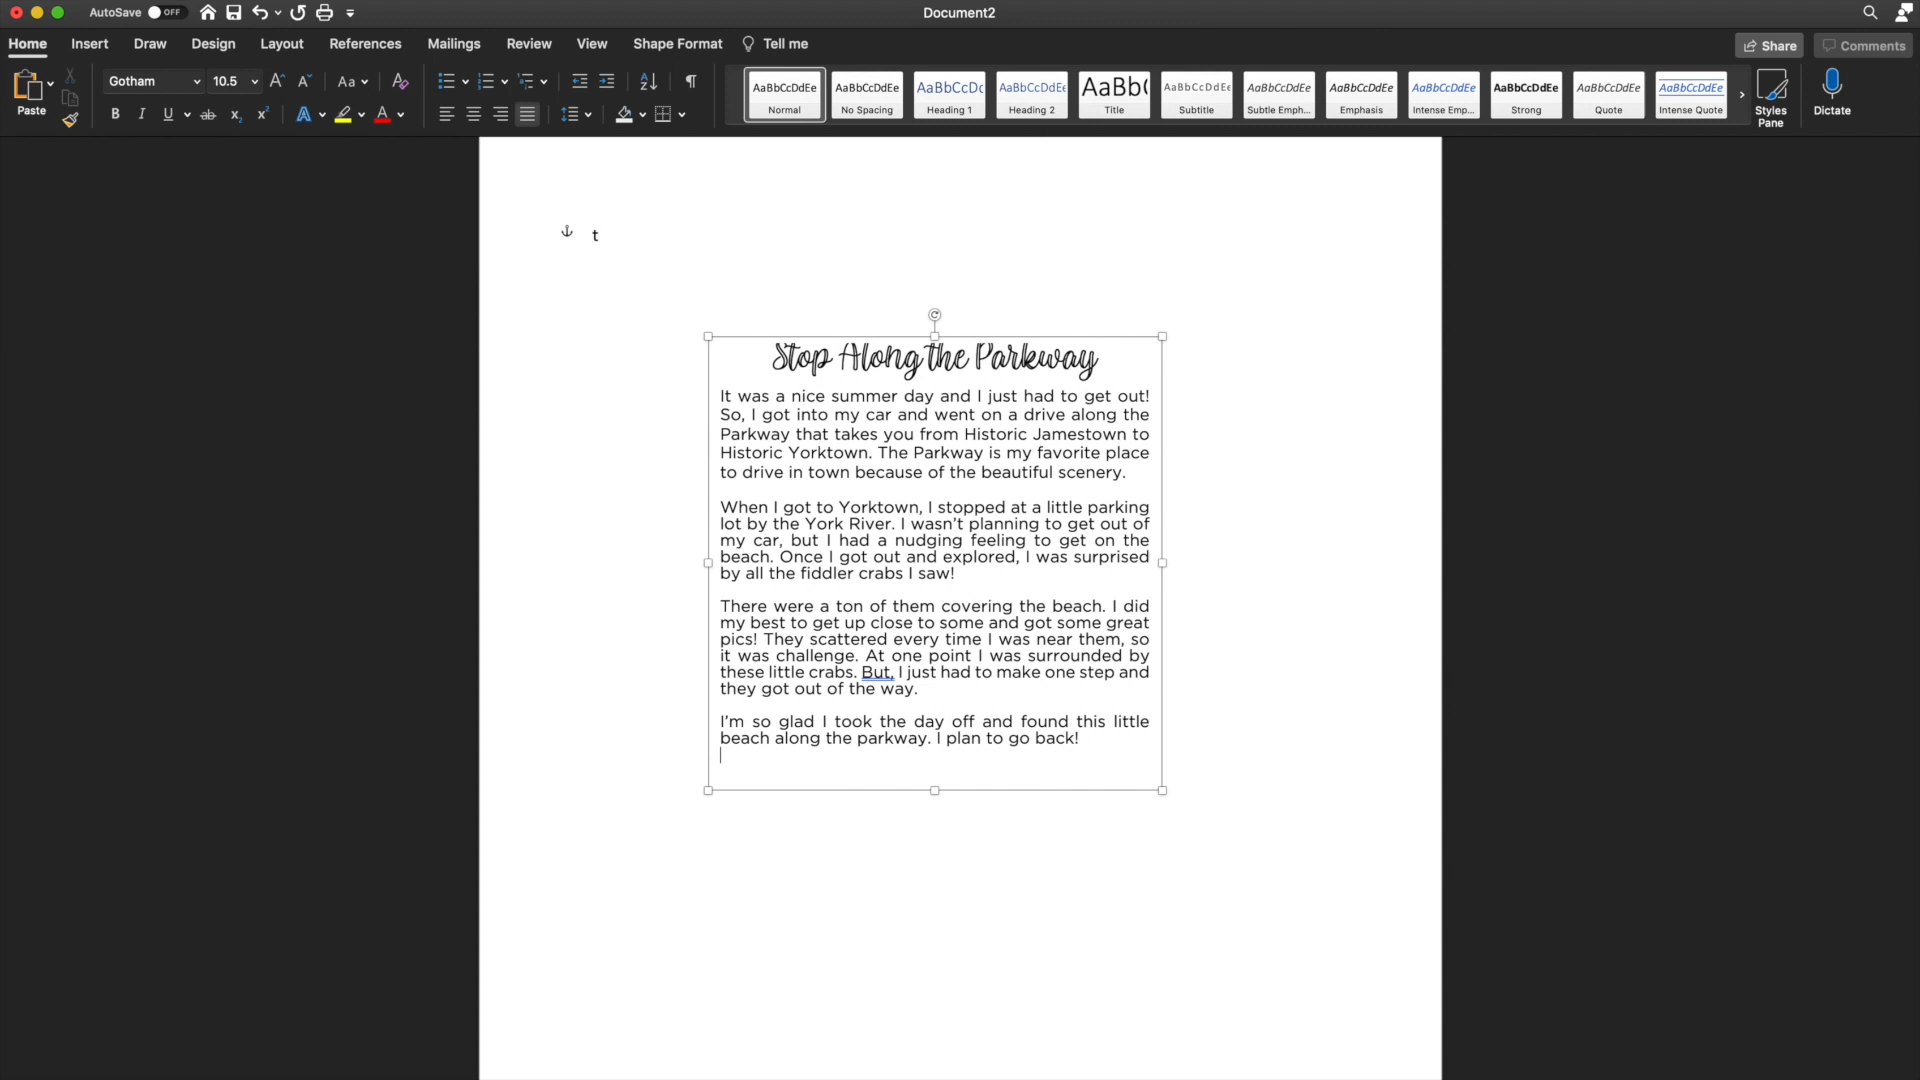 AutoSave OFF
Document2
Home Insert Draw Design Layout References Mailings Review View Shape Format Tell me
Share Comments
Paste
Gotham 10.5 A A Aa A
B I U ab x2 x2 A A
AaBbCcDdEe AaBbCcDdEe AaBbCcDc AaBbCcDdEe AaBb( AaBbCcDdEe AaBbCcDdEe AaBbCcDdEe AaBbCcDdEe AaBbCcDdEe AaBbCcDdEe AaBbCcDdEe
Normal No Spacing Heading 1 Heading 2 Title Subtitle Subtle Emph... Emphasis Intense Emp... Strong Quote Intense Quote
Styles Pane
Dictate
t
Stop Along the Parkway
It was a nice summer day and I just had to get out!
So, I got into my car and went on a drive along the
Parkway that takes you from Historic Jamestown to
Historic Yorktown. The Parkway is my favorite place
to drive in town because of the beautiful scenery.
When I got to Yorktown, I stopped at a little parking
lot by the York River. I wasn't planning to get out of
my car, but I had a nudging feeling to get on the
beach. Once I got out and explored, I was surprised
by all the fiddler crabs I saw!
There were a ton of them covering the beach. I did
my best to get up close to some and got some great
pics! They scattered every time I was near them, so
it was challenge. At one point I was surrounded by
these little crabs. But, I just had to make one step and
they got out of the way.
I'm so glad I took the day off and found this little
beach along the parkway. I plan to go back!